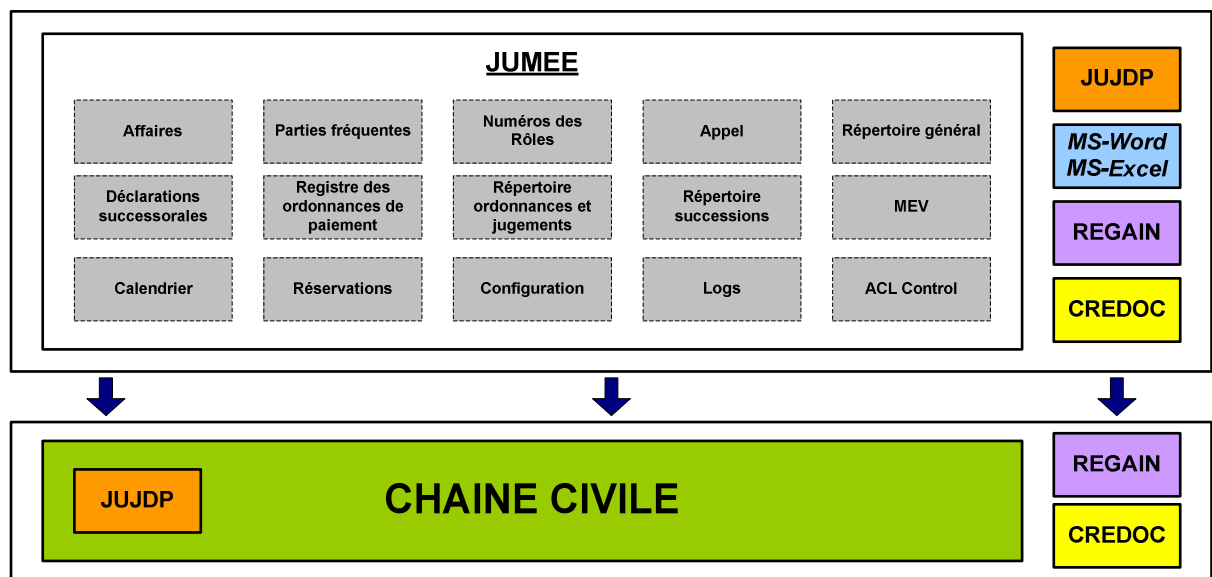 JUMEE
JUJDP
Affaires
Parties fréquentes
Numéros des
Rôles
Appel
Répertoire général
MS-Word
MS-Excel
Déclarations
successorales
Registre des
ordonnances de
paiement
Répertoire
ordonnances et
jugements
Répertoire
successions
MEV
REGAIN
Calendrier
Réservations
Configuration
Logs
ACL Control
CREDOC
JUJDP
CHAINE CIVILE
REGAIN
CREDOC